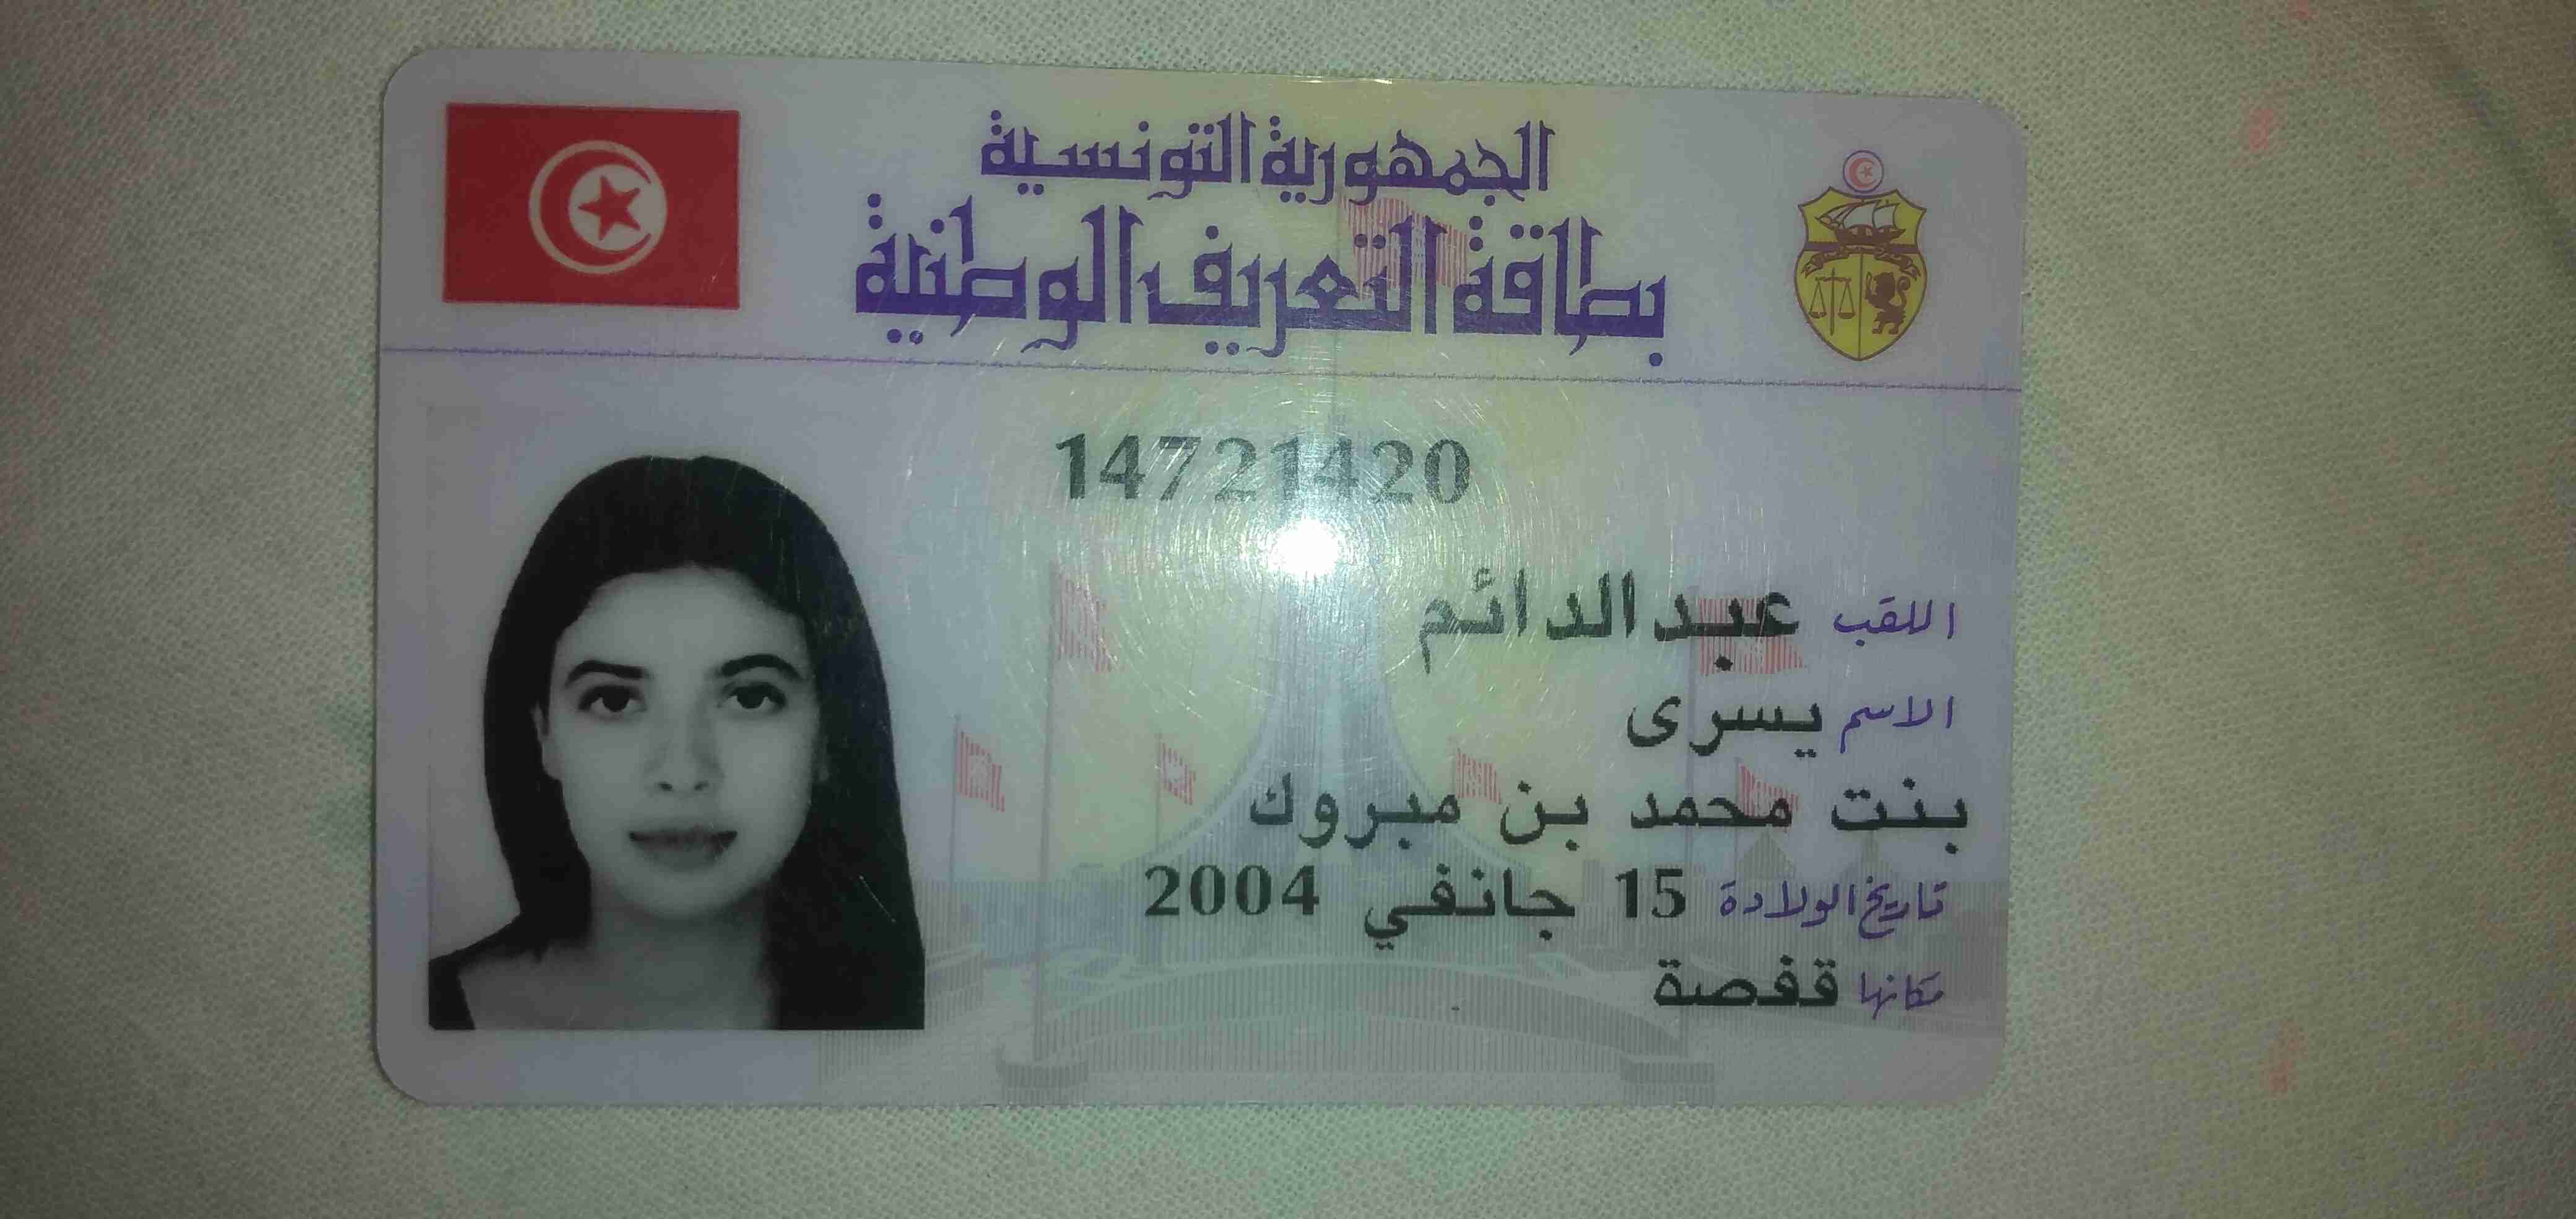 الجمهورية التونسية
بطاقة التعريف الوطنية
14721420
اللقب عبد الدائم
الاسم يسرى
بنت محمد بن مبروك
تاريخ الولادة 15 جانفي 2004
مكانها قفصة